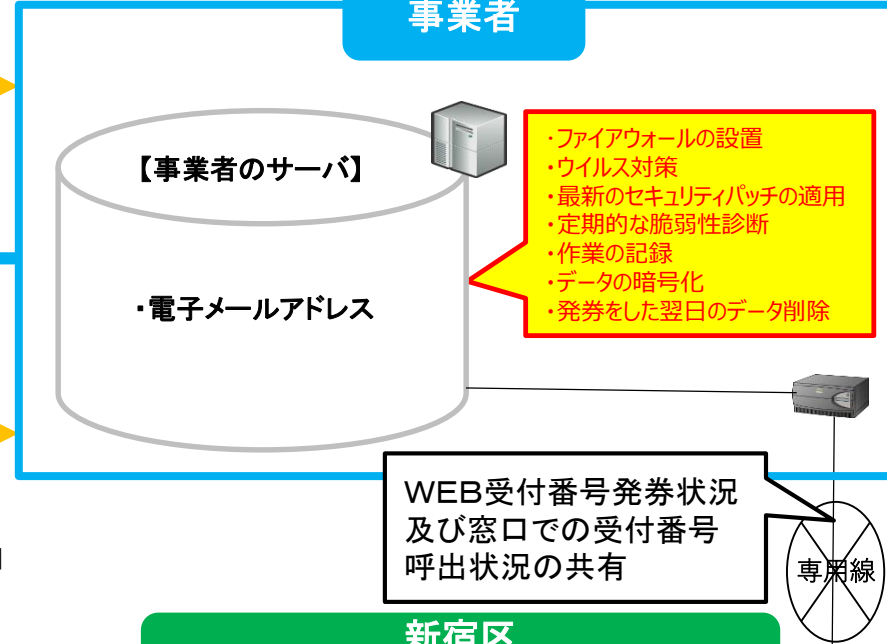 事業者
【事業者のサーバ】
・電子メールアドレス
・ファイアウォールの設置
・ウイルス対策
・最新のセキュリティパッチの適用
・定期的な脆弱性診断
・作業の記録
・データの暗号化
・発券をした翌日のデータ削除
WEB受付番号発券状況
及び窓口での受付番号
呼出状況の共有
専用線
新宿区